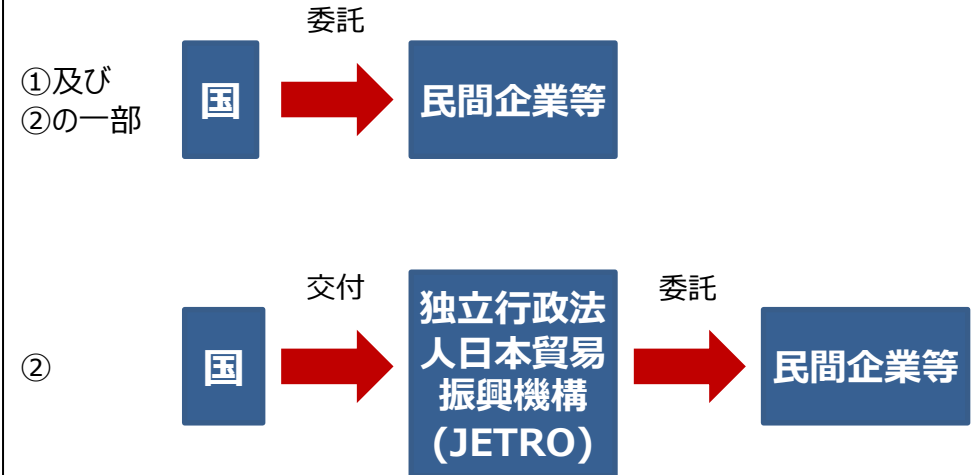 委託
①及び
②の一部
国
民間企業等
交付
委託
②
国
独立行政法
人日本貿易
振興機構
(JETRO)
民間企業等